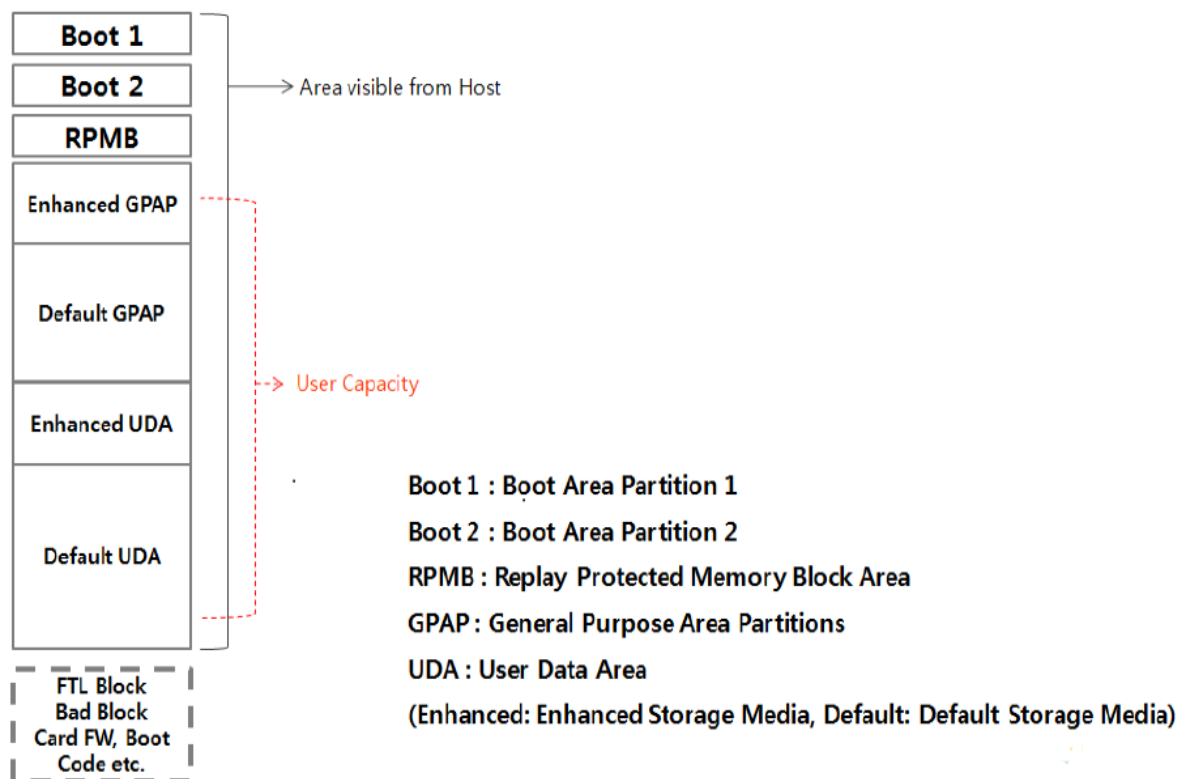 Boot 1
Boot 2
Area visible from Host
RPMB
Enhanced GPAP
Default GPAP
User Capacity
Enhanced UDA
Default UDA
Boot 1 : Boot Area Partition 1
Boot 2 : Boot Area Partition 2
RPMB : Replay Protected Memory Block Area
GPAP : General Purpose Area Partitions
UDA : User Data Area
(Enhanced: Enhanced Storage Media, Default: Default Storage Media)
FTL Block
Bad Block
Card FW, Boot
Code etc.